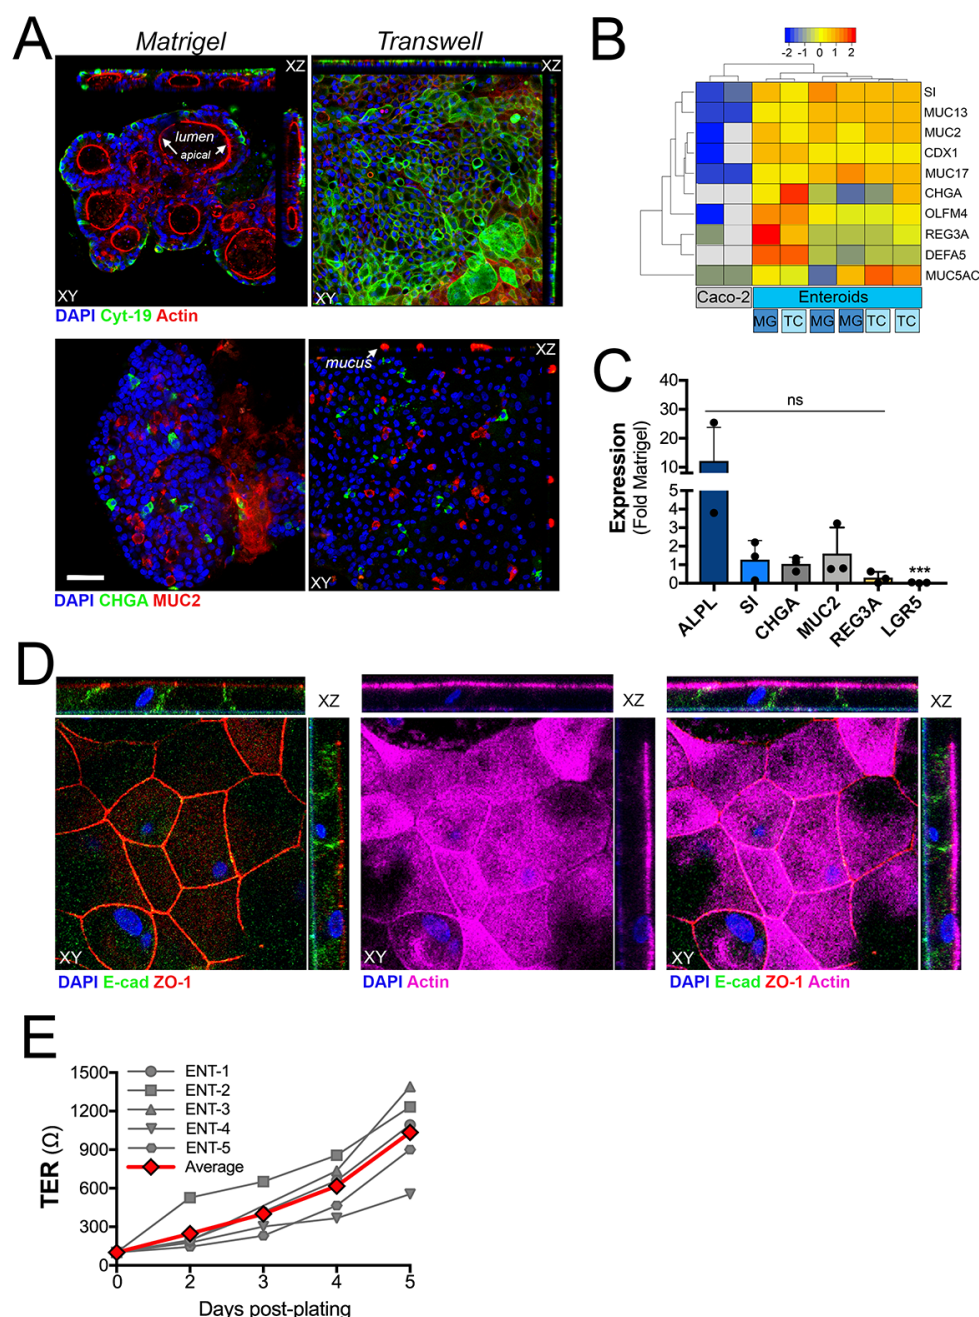 A
Matrigel
Transwell
XZ
XZ
lumen
apical
XY
XY
DAPI Cyt-19 Actin
XZ
mucus
XY
DAPI CHGA MUC2
B
-2 -1 0 1 2
SI
MUC13
MUC2
CDX1
MUC17
CHGA
OLFM4
REG3A
DEFA5
MUC5AC
Caco-2
Enteroids
MG TC MG MG TC TC
C
Expression
(Fold Matrigel)
40
30
20
10
5
4
3
2
1
0
ns
***
ALPL SI CHGA MUC2 REG3A LGR5
D
XZ
XZ
XZ
XY
XY
XY
DAPI E-cad ZO-1
DAPI Actin
DAPI E-cad ZO-1 Actin
E
TER (Ω)
1500
1200
900
600
300
0
ENT-1
ENT-2
ENT-3
ENT-4
ENT-5
Average
0 2 3 4 5
Days post-plating